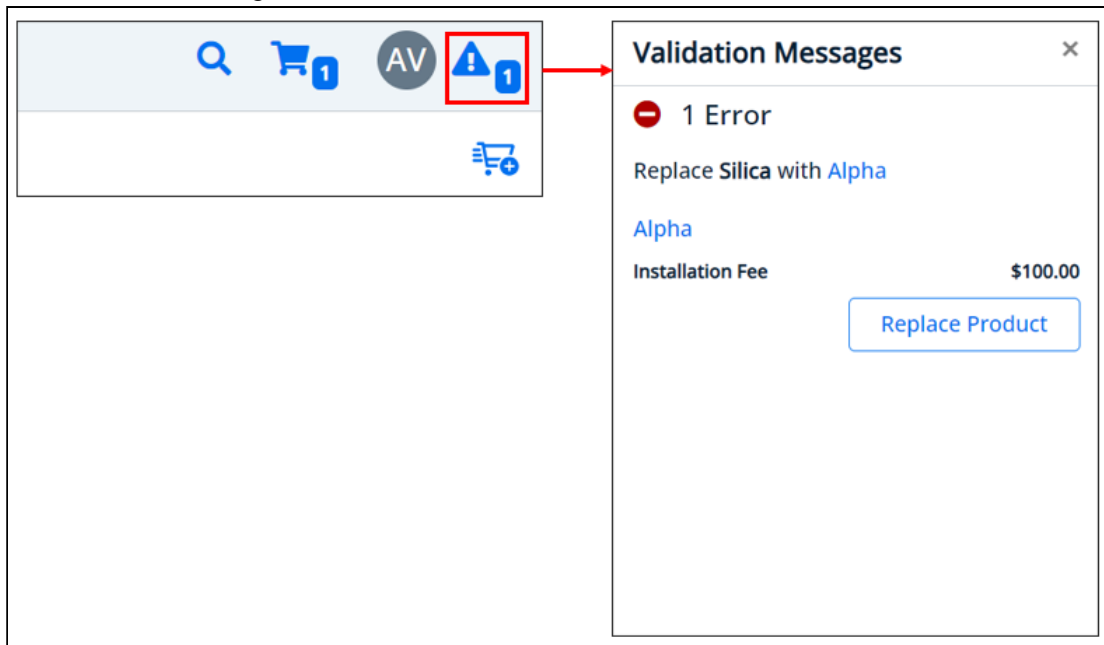 1
AV
1
Validation Messages
×
1 Error
Replace Silica with Alpha
Alpha
Installation Fee $100.00
Replace Product